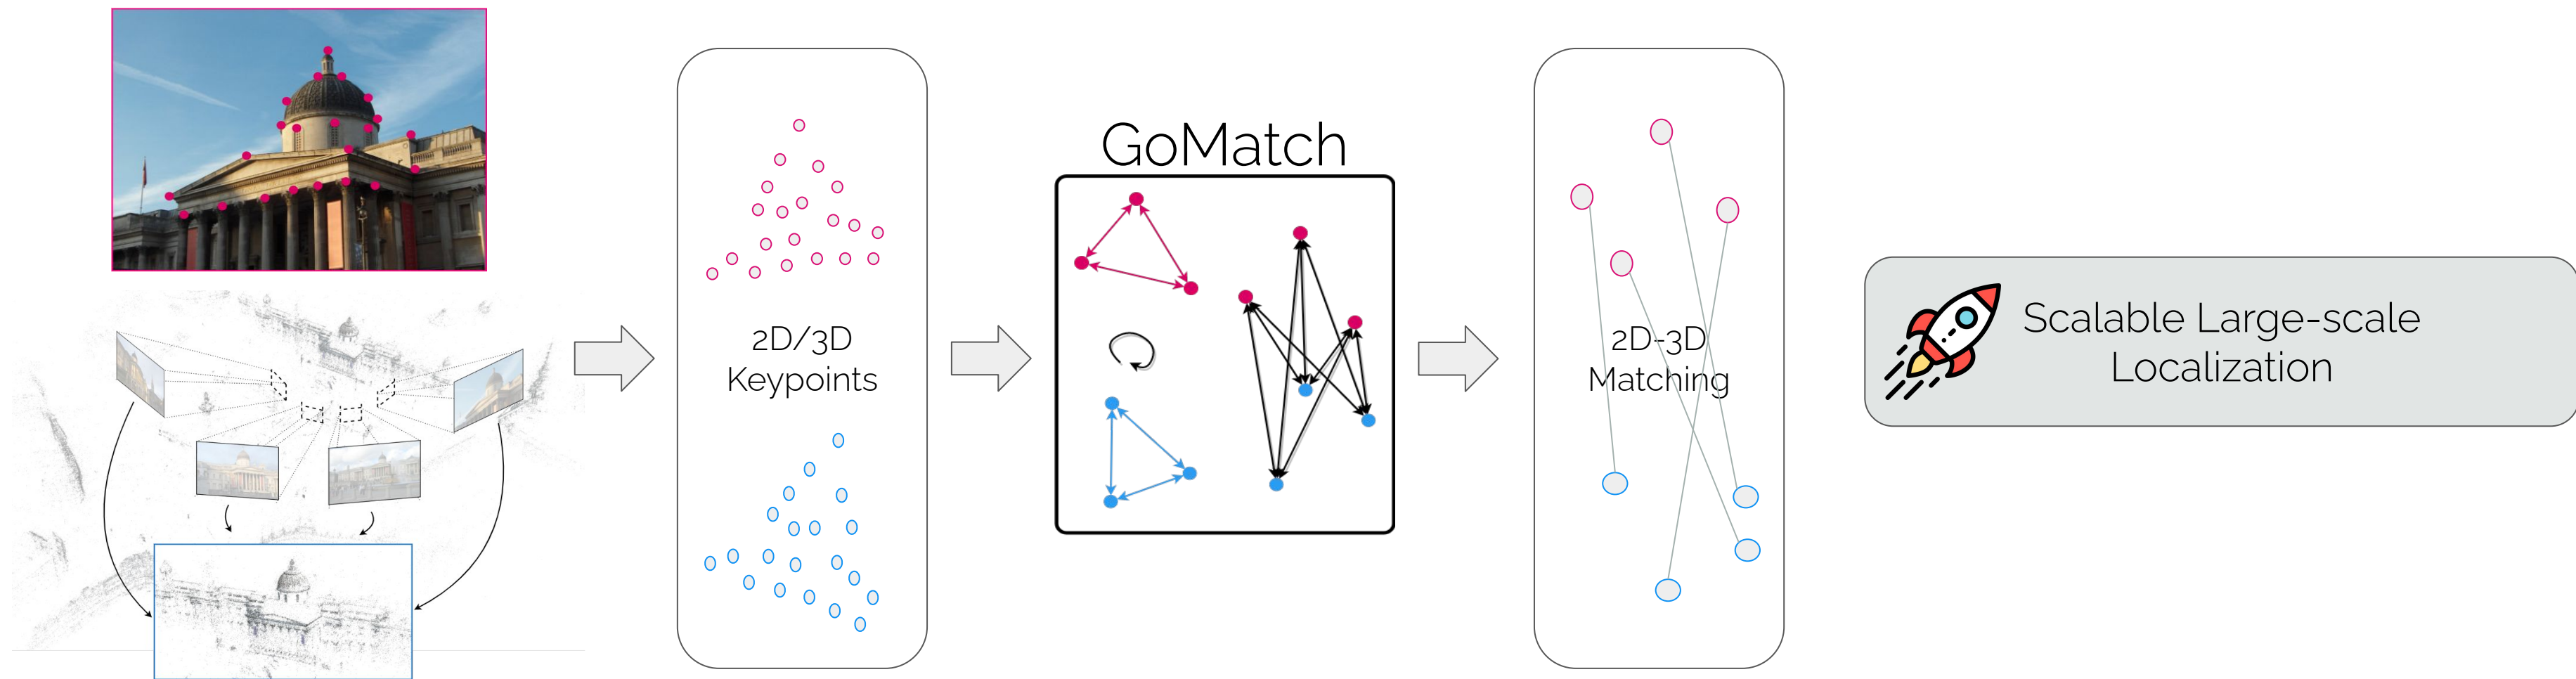 2D/3D
Keypoints
GoMatch
2D-3D
Matching
Scalable Large-scale
Localization